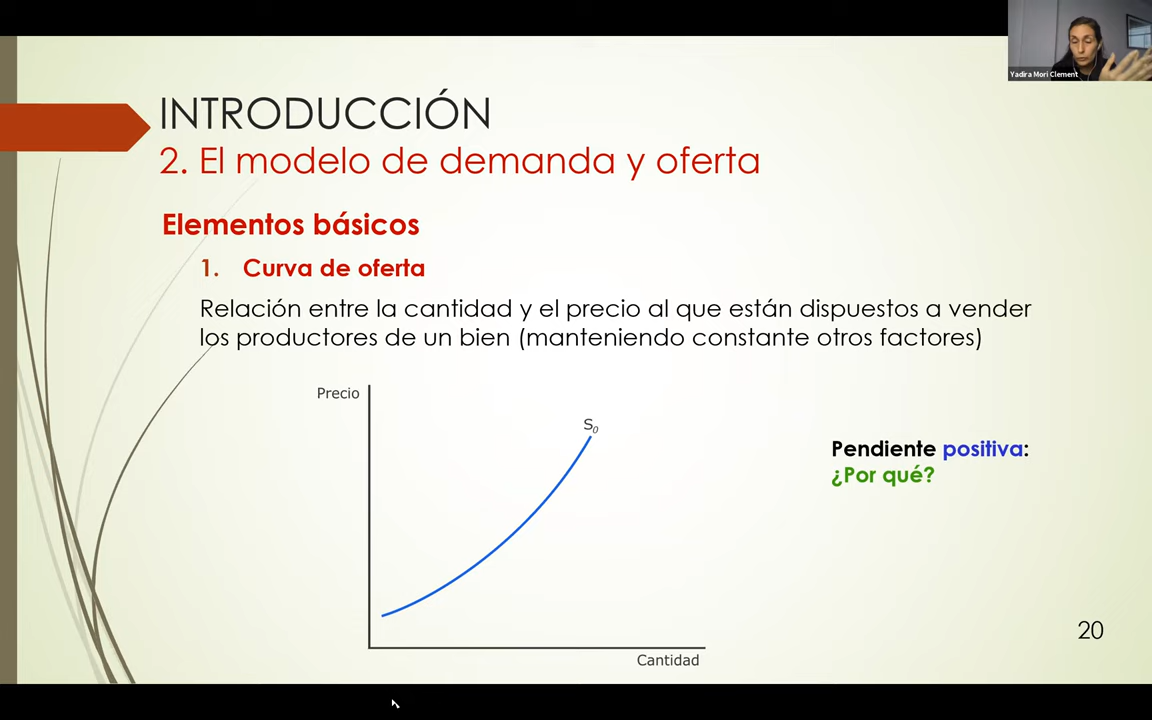 Yadira Mori Clement
INTRODUCCIÓN
2. El modelo de demanda y oferta
Elementos básicos
1. Curva de oferta
Relación entre la cantidad y el precio al que están dispuestos a vender
los productores de un bien (manteniendo constante otros factores)
Precio
S0
Pendiente positiva:
¿Por qué?
Cantidad
20